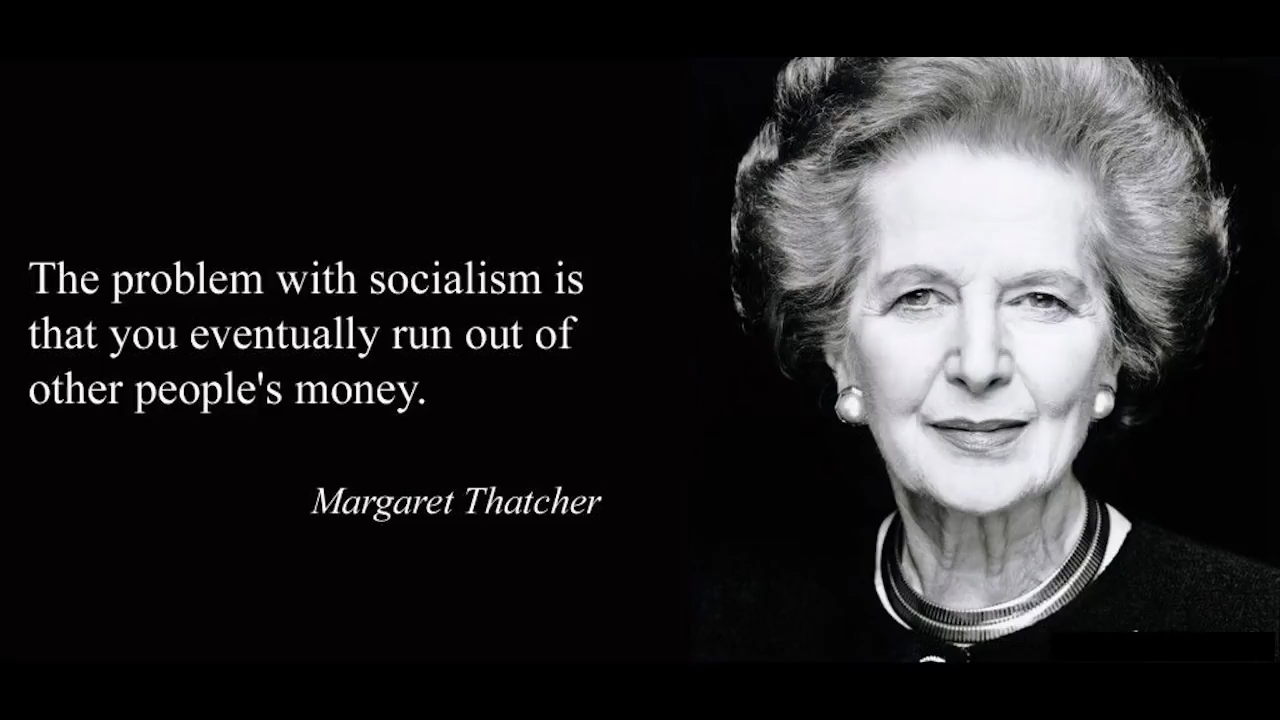 The problem with socialism is
that you eventually run out of
other people's money.
Margaret Thatcher